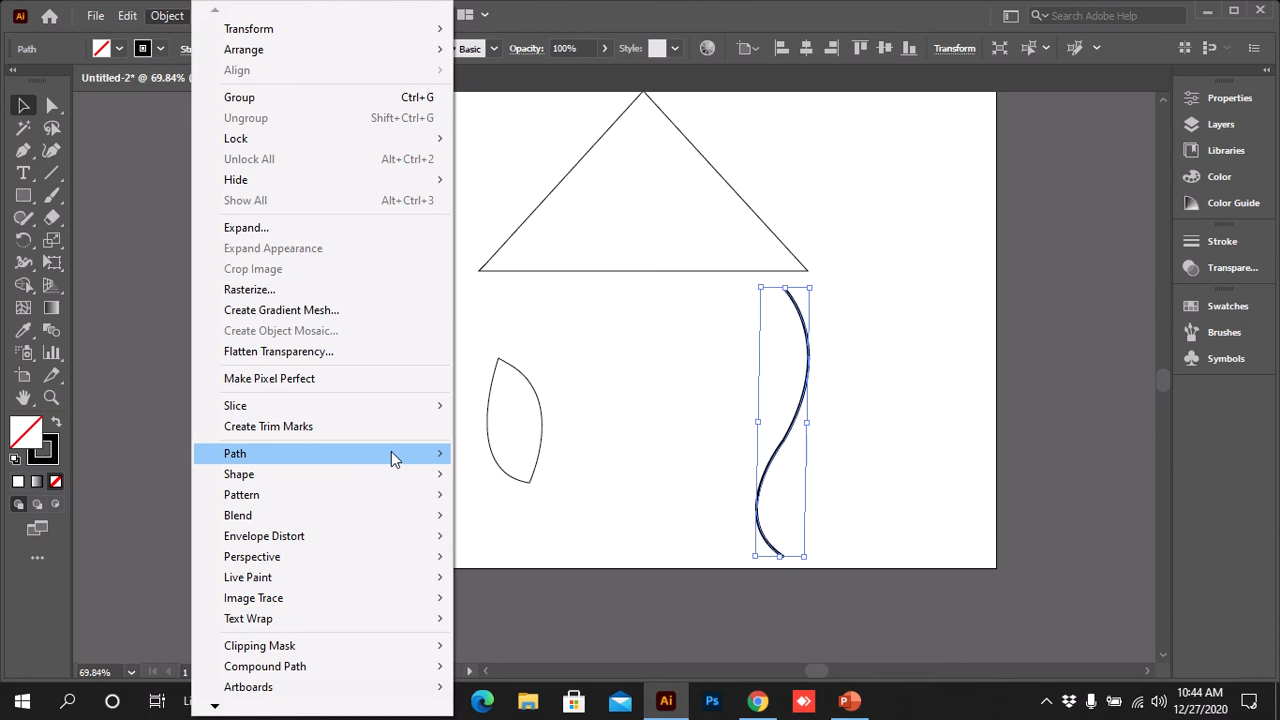 Ai File Edit Object
Search Adobe Help
Path St Basic Opacity: 100% Style: Transform
Untitled-2* @ 69.84% (
Transform
Arrange
Align
Group Ctrl+G
Ungroup Shift+Ctrl+G
Lock
Unlock All Alt+Ctrl+2
Hide
Show All Alt+Ctrl+3
Expand...
Expand Appearance
Crop Image
Rasterize...
Create Gradient Mesh...
Create Object Mosaic...
Flatten Transparency...
Make Pixel Perfect
Slice
Create Trim Marks
Path
Shape
Pattern
Blend
Envelope Distort
Perspective
Live Paint
Image Trace
Text Wrap
Clipping Mask
Compound Path
Artboards
Properties
Layers
Libraries
Color
Color Guide
Stroke
Transpare...
Swatches
Brushes
Symbols
69.84% 1
Ai Ps
:44 AM
12/27/2020